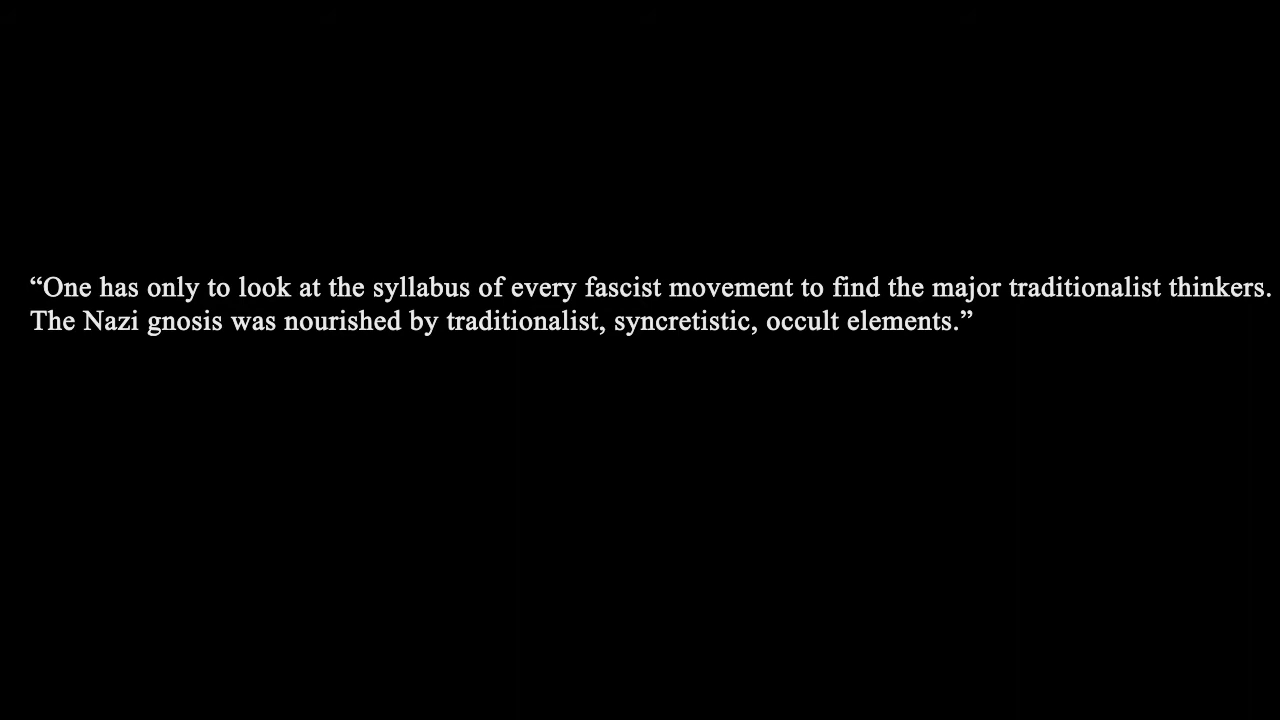 “One has only to look at the syllabus of every fascist movement to find the major traditionalist thinkers.
The Nazi gnosis was nourished by traditionalist, syncretistic, occult elements.”